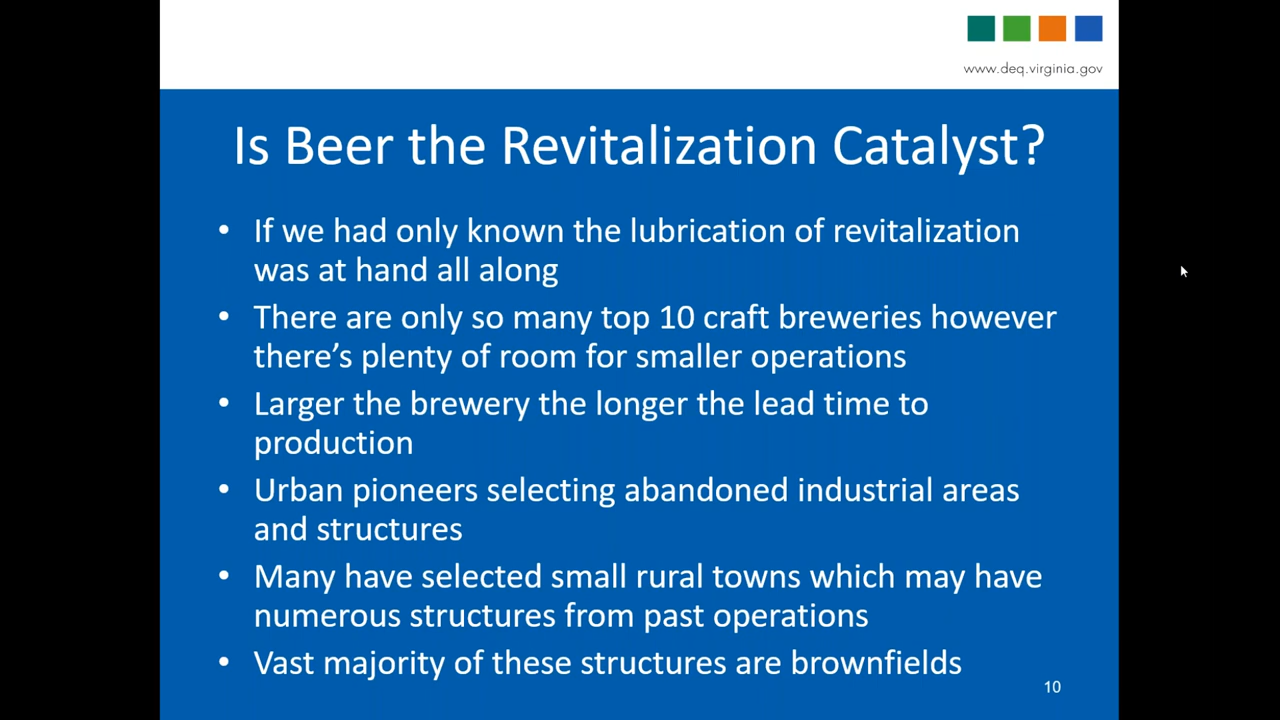 www.deq.virginia.gov
Is Beer the Revitalization Catalyst?
• If we had only known the lubrication of revitalization
was at hand all along
• There are only so many top 10 craft breweries however
there’s plenty of room for smaller operations
• Larger the brewery the longer the lead time to
production
• Urban pioneers selecting abandoned industrial areas
and structures
• Many have selected small rural towns which may have
numerous structures from past operations
• Vast majority of these structures are brownfields
10